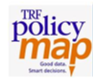 TRF
policy
map
Good data.
Smart decisions.